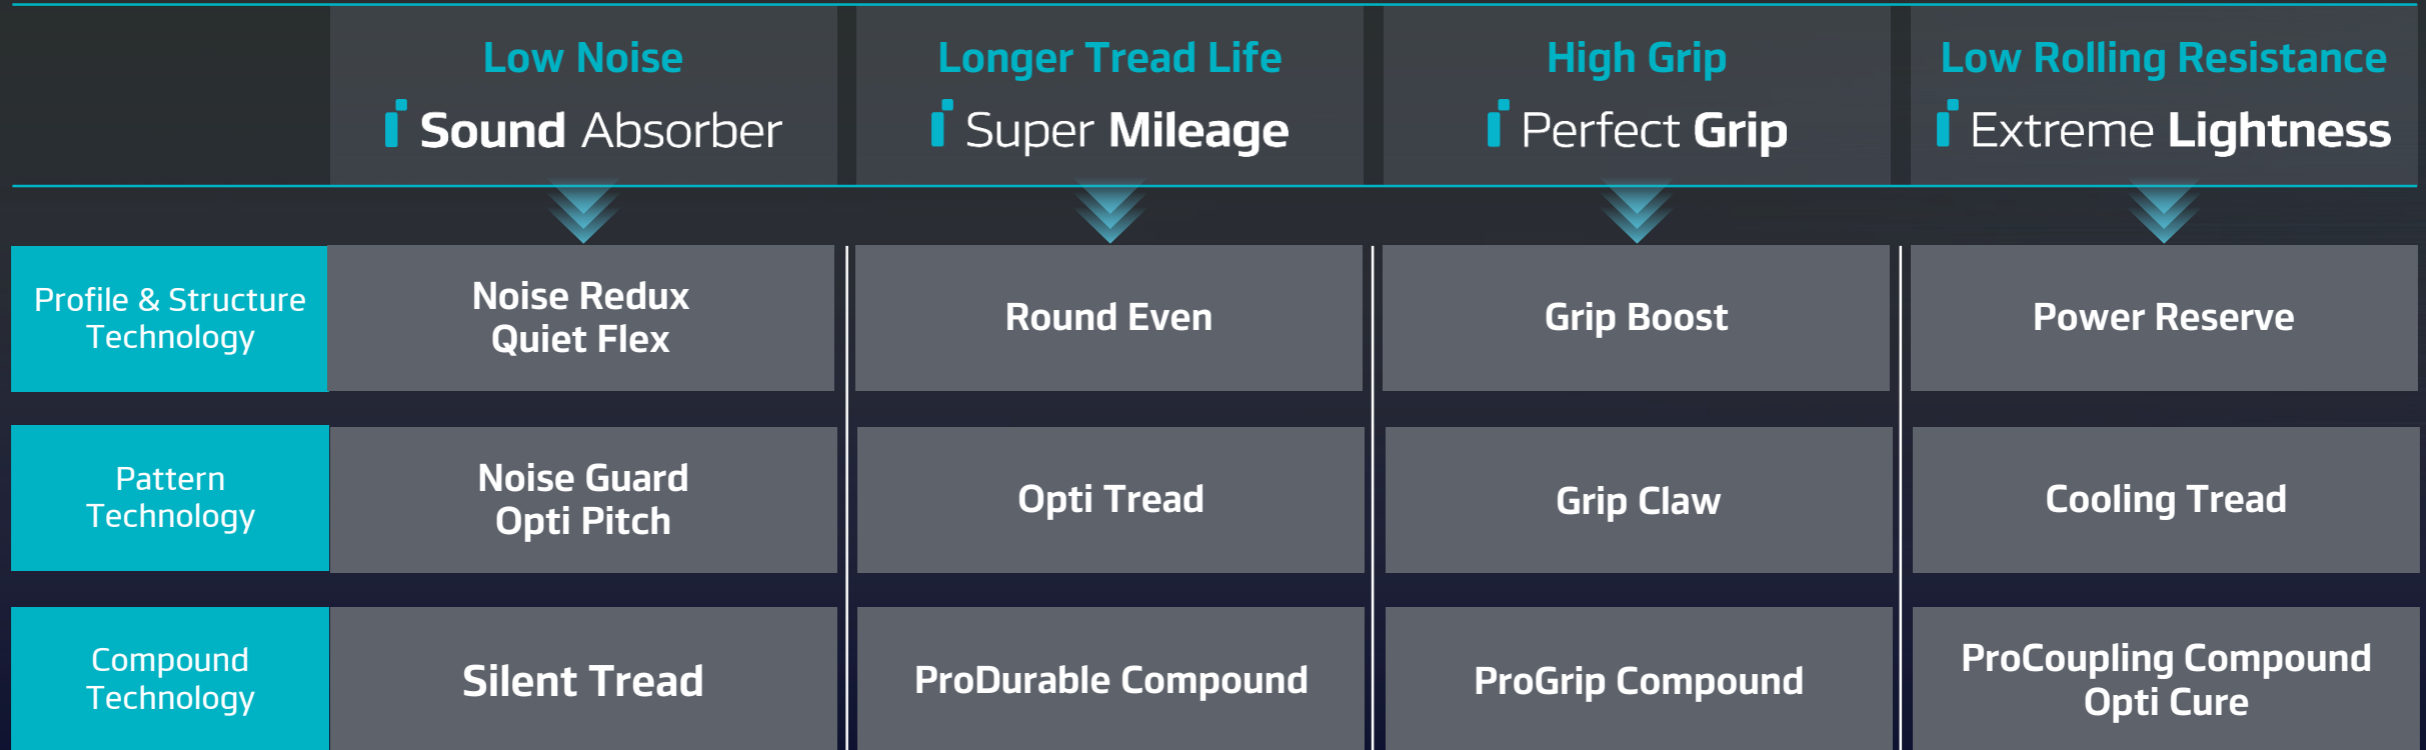 Low Noise
i Sound Absorber
Longer Tread Life
i Super Mileage
High Grip
i Perfect Grip
Low Rolling Resistance
i Extreme Lightness
Profile & Structure
Technology
Noise Redux
Quiet Flex
Round Even
Grip Boost
Power Reserve
Pattern
Technology
Noise Guard
Opti Pitch
Opti Tread
Grip Claw
Cooling Tread
Compound
Technology
Silent Tread
ProDurable Compound
ProGrip Compound
ProCoupling Compound
Opti Cure